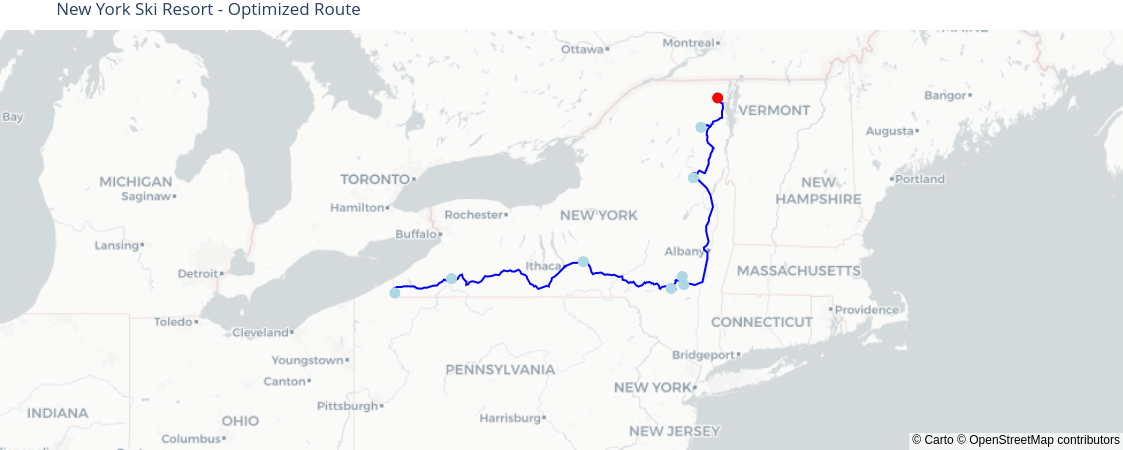 New York Ski Resort - Optimized Route
MAINE
Montreal
Ottawa
Bangor
VERMONT
Bay
Augusta
TORONTO
MICHIGAN
Saginaw
Portland
NEW
HAMPSHIRE
Hamilton
Rochester
NEW YORK
Buffalo
Lansing
Albany
Ithaca
Detroit
MASSACHUSETTS
Providence
Toledo
CONNECTICUT
Cleveland
Bridgeport
Youngstown
PENNSYLVANIA
Canton
NEW YORK
Pittsburgh
INDIANA
OHIO
Harrisburg
NEW JERSEY
Columbus
© Carto © OpenStreetMap contributors